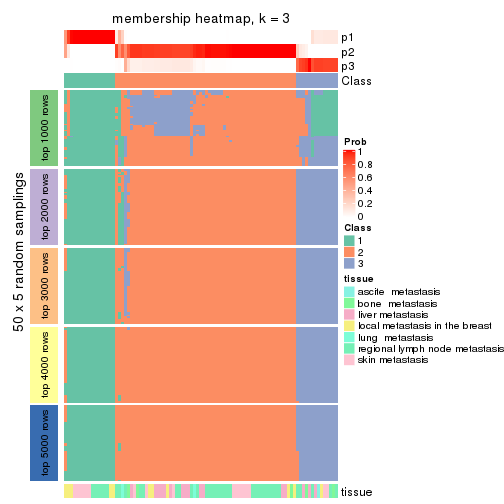 membership heatmap, k = 3
p1
p2
p3
Class
50 x 5 random samplings
top 1000 rows
top 2000 rows
top 3000 rows
top 4000 rows
top 5000 rows
Prob
1
0.8
0.6
0.4
0.2
0
Class
1
2
3
tissue
ascite  metastasis
bone  metastasis
liver metastasis
local metastasis in the breast
lung  metastasis
regional lymph node metastasis
skin metastasis
tissue